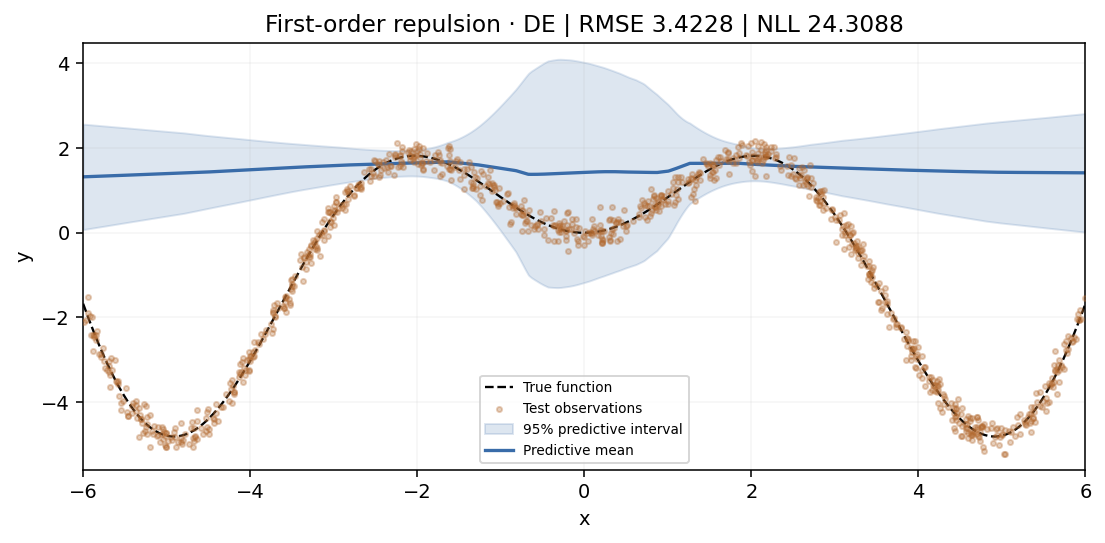 First-order repulsion · DE | RMSE 3.4228 | NLL 24.3088
4
2
0
−2
−4
y
True function
Test observations
95% predictive interval
Predictive mean
−6
−4
−2
0
2
4
6
x